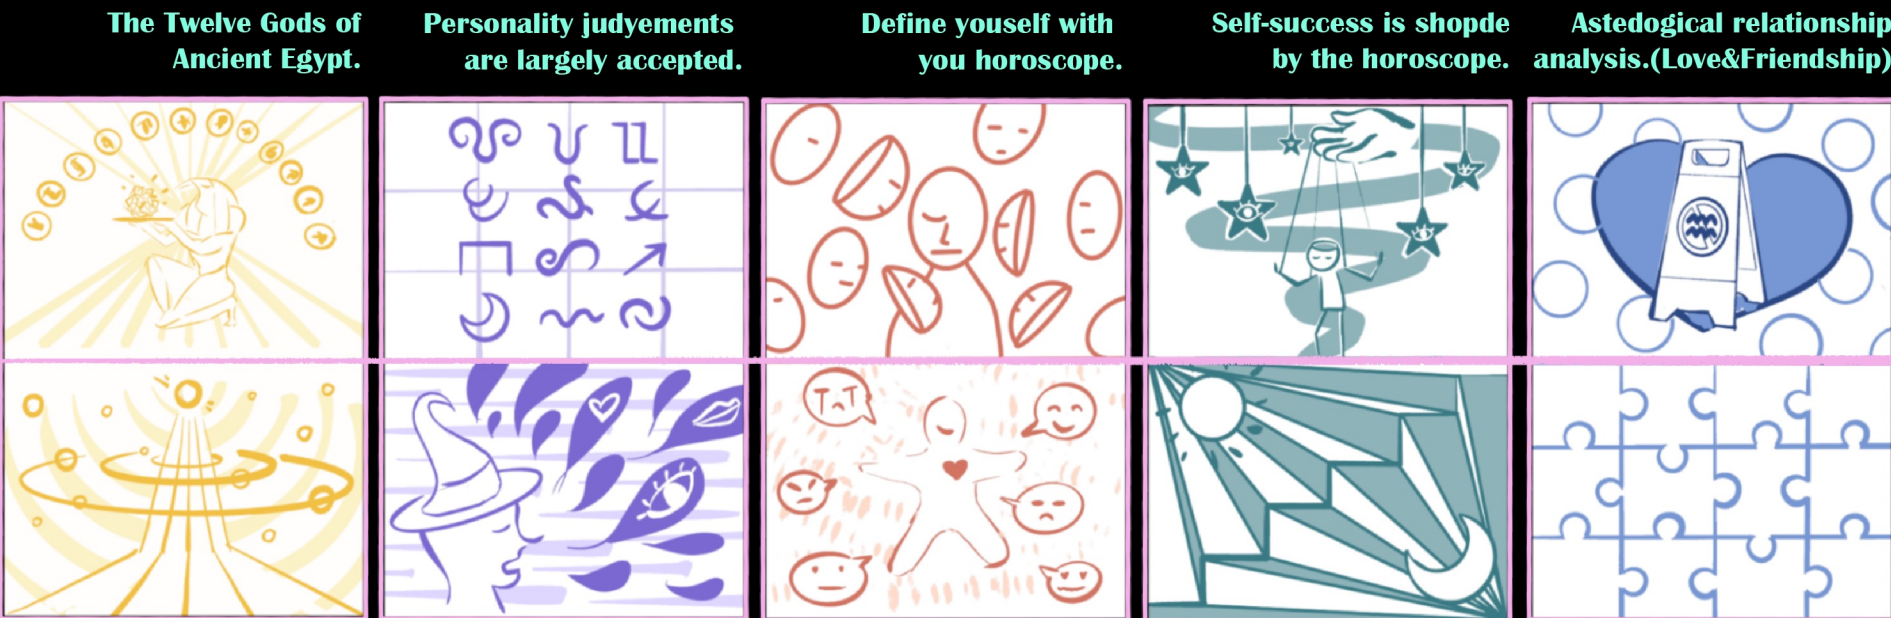 The Twelve Gods of
Ancient Egypt.
Personality judyements
are largely accepted.
Define youself with
you horoscope.
Self-success is shopde
by the horoscope.
Astedogical relationship
analysis.(Love&Friendship)